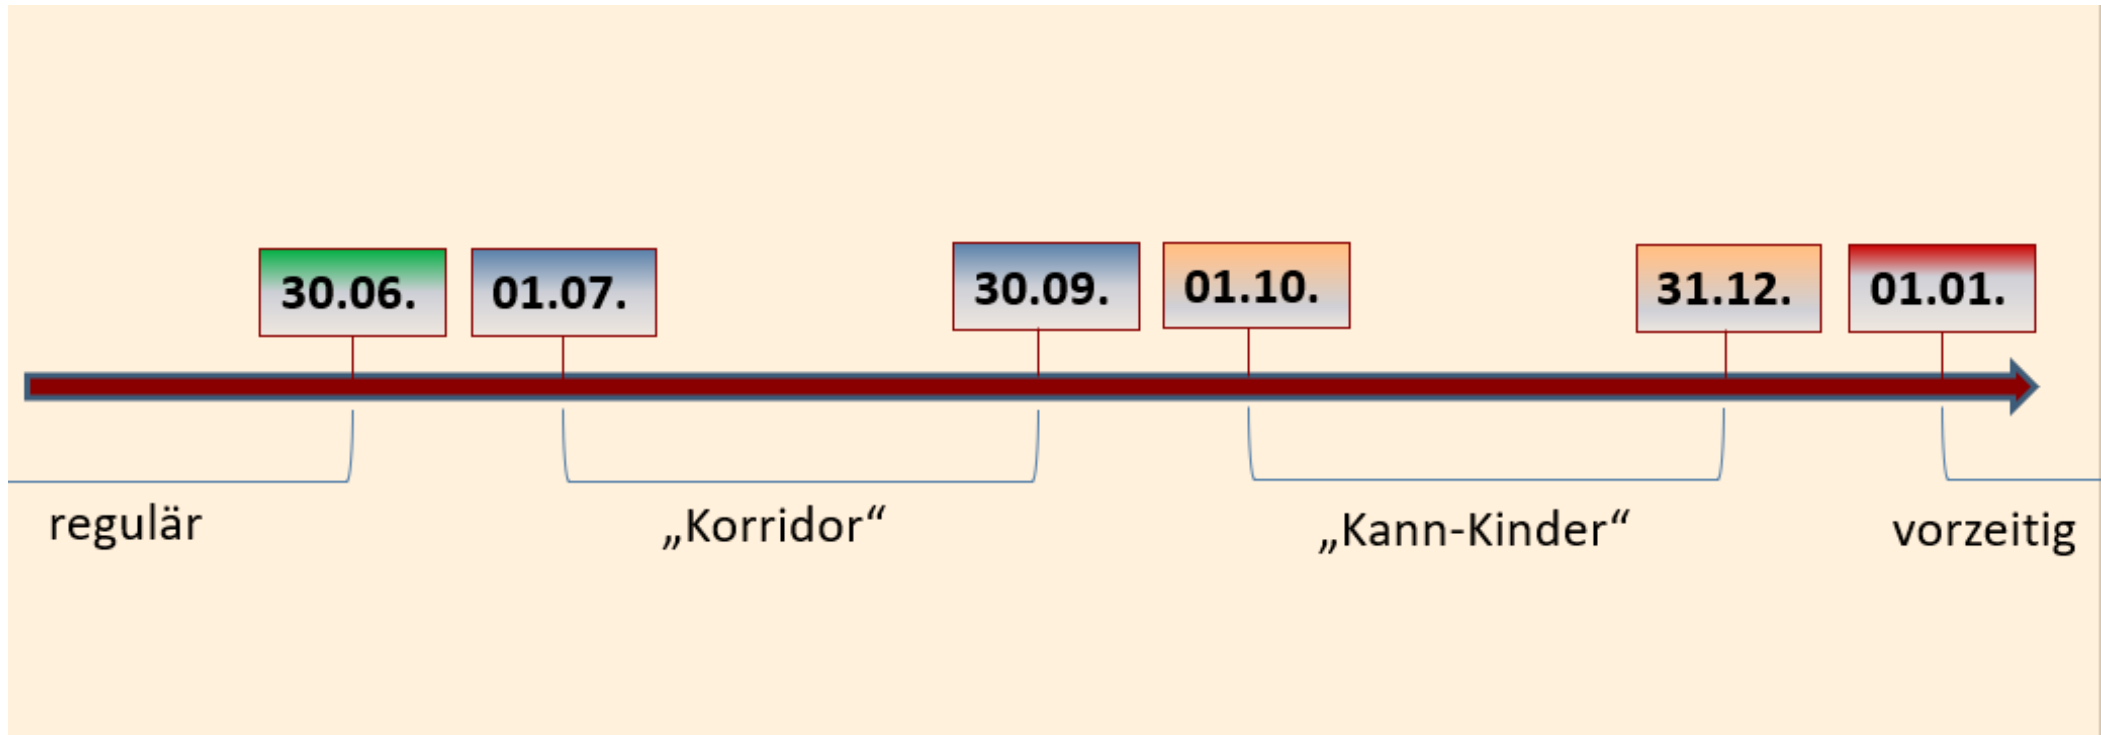 30.06. 01.07. 30.09. 01.10. 31.12. 01.01.
regulär „Korridor“ „Kann-Kinder“ vorzeitig